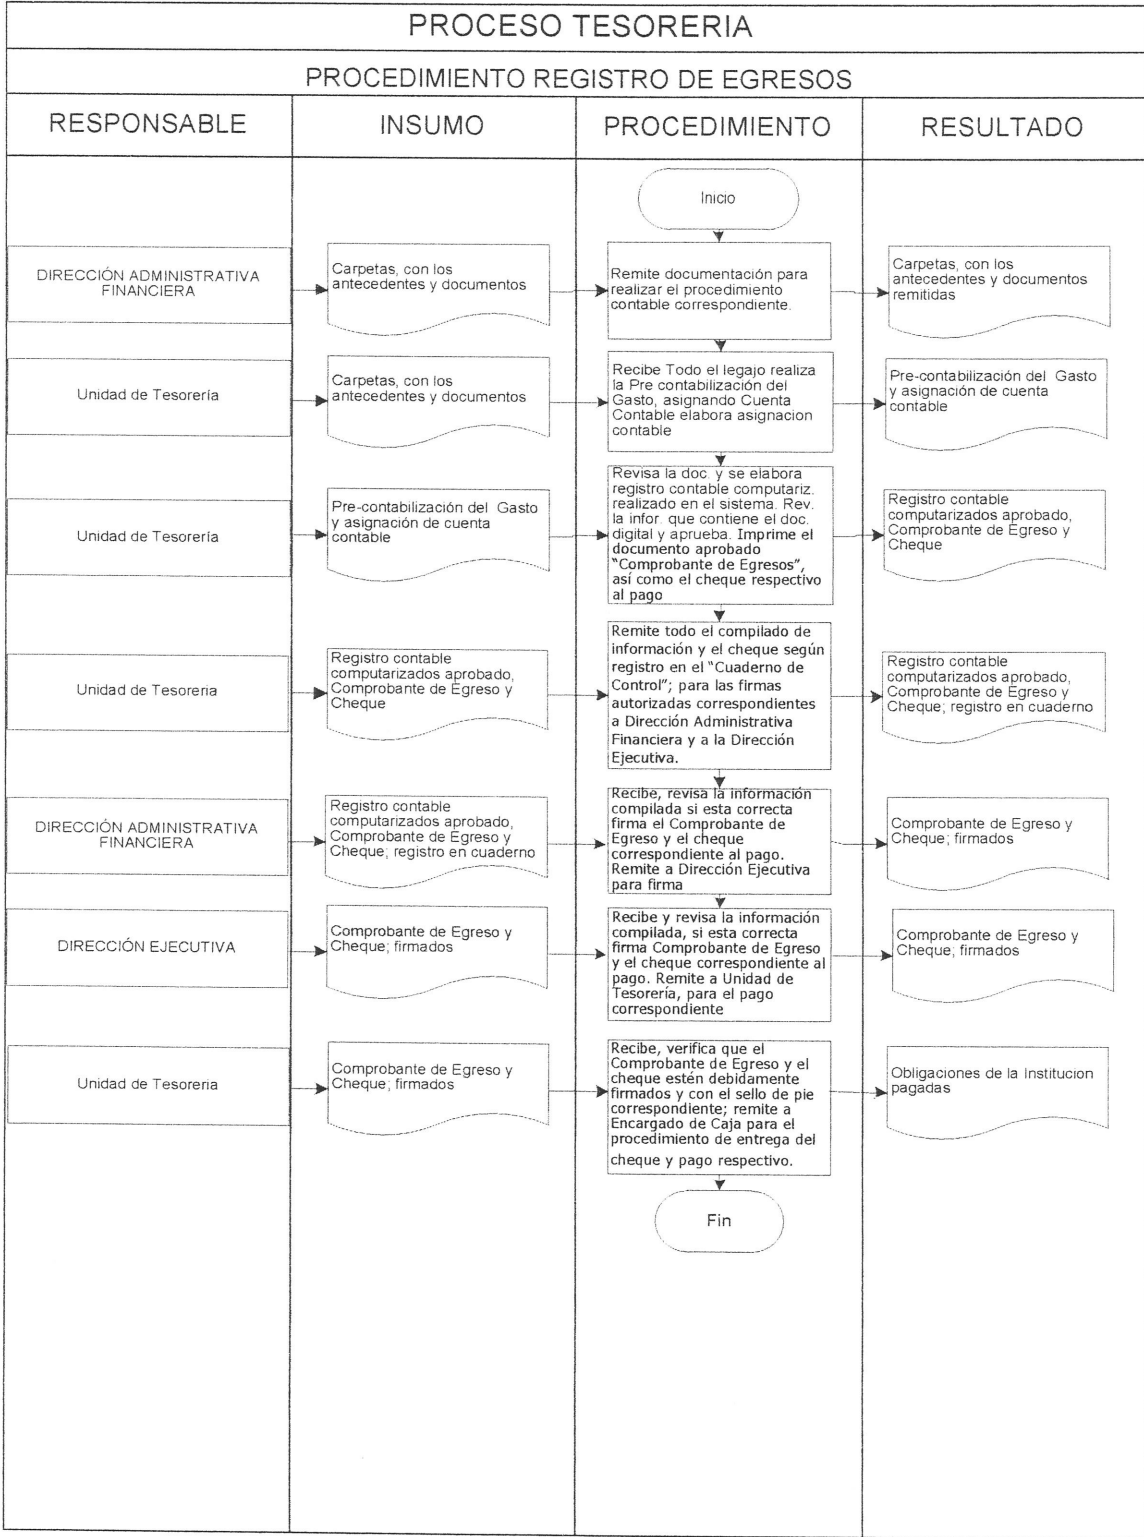 PROCESO TESORERIA
PROCEDIMIENTO REGISTRO DE EGRESOS
RESPONSABLE
INSUMO
PROCEDIMIENTO
RESULTADO
Inicio
DIRECCIÓN ADMINISTRATIVA
FINANCIERA
Carpetas, con los
antecedentes y documentos
Remite documentación para
realizar el procedimiento
contable correspondiente.
Carpetas, con los
antecedentes y documentos
remitidas
Unidad de Tesorería
Carpetas, con los
antecedentes y documentos
Recibe Todo el legajo realiza
la Pre contabilización del
Gasto, asignando Cuenta
Contable elabora asignacion
contable
Pre-contabilización del Gasto
y asignación de cuenta
contable
Unidad de Tesorería
Pre-contabilización del Gasto
y asignación de cuenta
contable
Revisa la doc. y se elabora
registro contable computariz.
realizado en el sistema. Rev.
la infor. que contiene el doc.
digital y aprueba. Imprime el
documento aprobado
“Comprobante de Egresos”,
así como el cheque respectivo
al pago
Registro contable
computarizados aprobado,
Comprobante de Egreso y
Cheque
Unidad de Tesoreria
Registro contable
computarizados aprobado,
Comprobante de Egreso y
Cheque
Remite todo el compilado de
información y el cheque según
registro en el “Cuaderno de
Control”; para las firmas
autorizadas correspondientes
a Dirección Administrativa
Financiera y a la Dirección
Ejecutiva.
Registro contable
computarizados aprobado,
Comprobante de Egreso y
Cheque; registro en cuaderno
DIRECCIÓN ADMINISTRATIVA
FINANCIERA
Registro contable
computarizados aprobado,
Comprobante de Egreso y
Cheque; registro en cuaderno
Recibe, revisa la información
compilada si esta correcta
firma el Comprobante de
Egreso y el cheque
correspondiente al pago.
Remite a Dirección Ejecutiva
para firma
Comprobante de Egreso y
Cheque; firmados
DIRECCIÓN EJECUTIVA
Comprobante de Egreso y
Cheque; firmados
Recibe y revisa la información
compilada, si esta correcta
firma Comprobante de Egreso
y el cheque correspondiente al
pago. Remite a Unidad de
Tesorería, para el pago
correspondiente
Comprobante de Egreso y
Cheque; firmados
Unidad de Tesoreria
Comprobante de Egreso y
Cheque; firmados
Recibe, verifica que el
Comprobante de Egreso y el
cheque estén debidamente
firmados y con el sello de pie
correspondiente; remite a
Encargado de Caja para el
procedimiento de entrega del
cheque y pago respectivo.
Obligaciones de la Institucion
pagadas
Fin